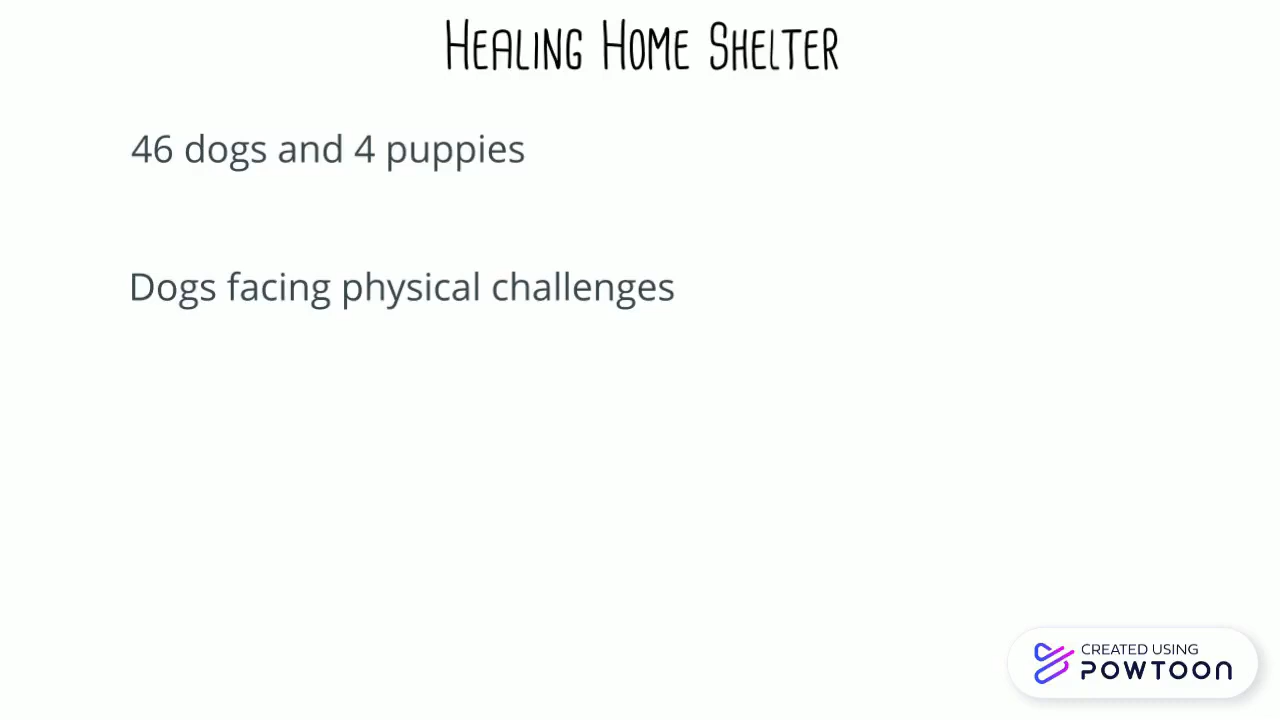 Healing Home Shelter
46 dogs and 4 puppies
Dogs facing physical challenges
CREATED USING
POWTOON